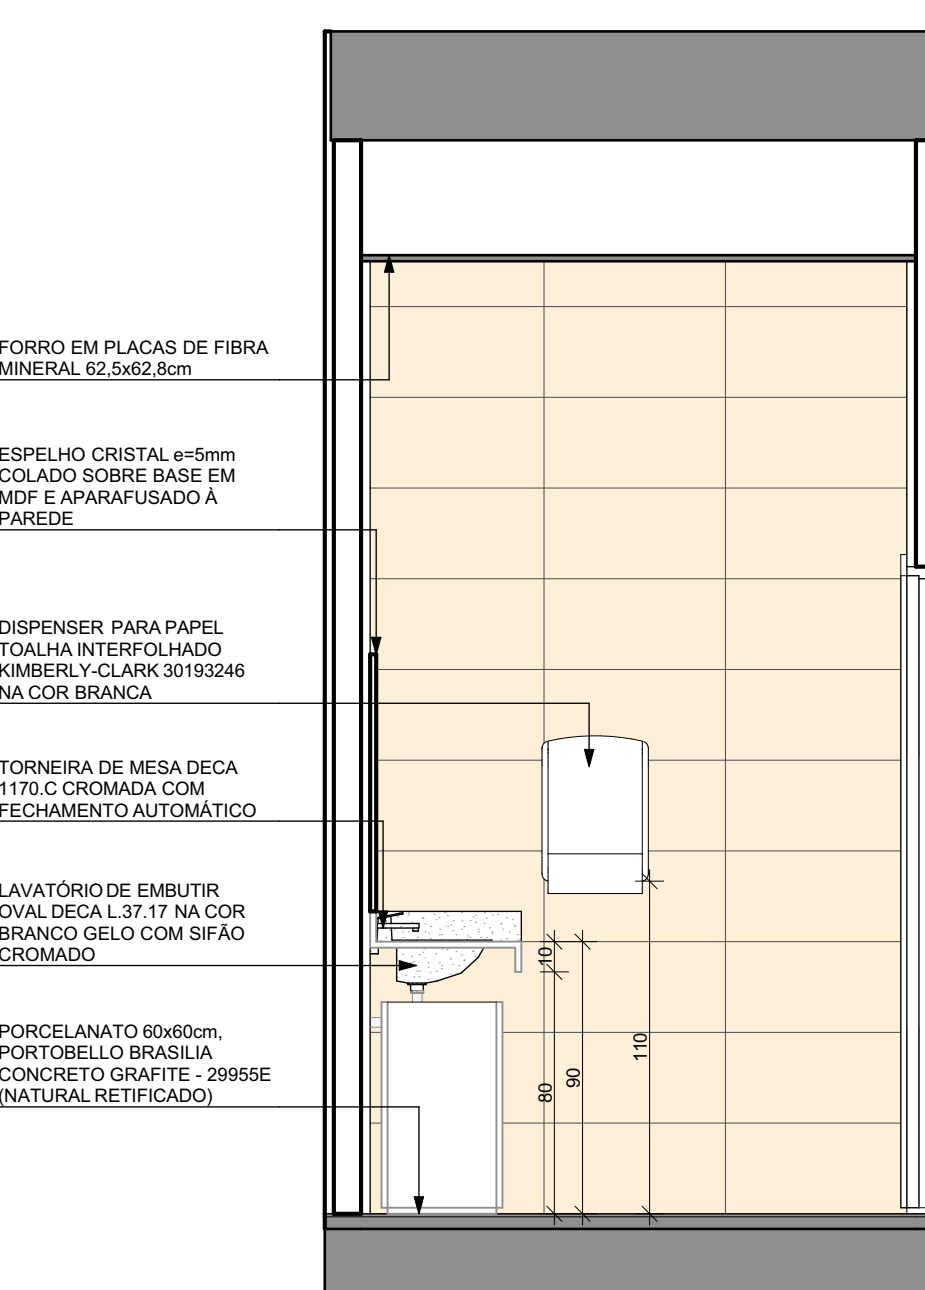 FORRO EM PLACAS DE FIBRA
MINERAL 62,5x62,8cm
ESPELHO CRISTAL e=5mm
COLADO SOBRE BASE EM
MDF E APARAFUSADO À
PAREDE
DISPENSER PARA PAPEL
TOALHA INTERFOLHADO
KIMBERLY-CLARK 30193246
NA COR BRANCA
TORNEIRA DE MESA DECA
1170.C CROMADA COM
FECHAMENTO AUTOMÁTICO
LAVATÓRIO DE EMBUTIR
OVAL DECA L.37.17 NA COR
BRANCO GELO COM SIFÃO
CROMADO
PORCELANATO 60x60cm,
PORTOBELLO BRASILIA
CONCRETO GRAFITE - 29955E
(NATURAL RETIFICADO)
10
80
90
110